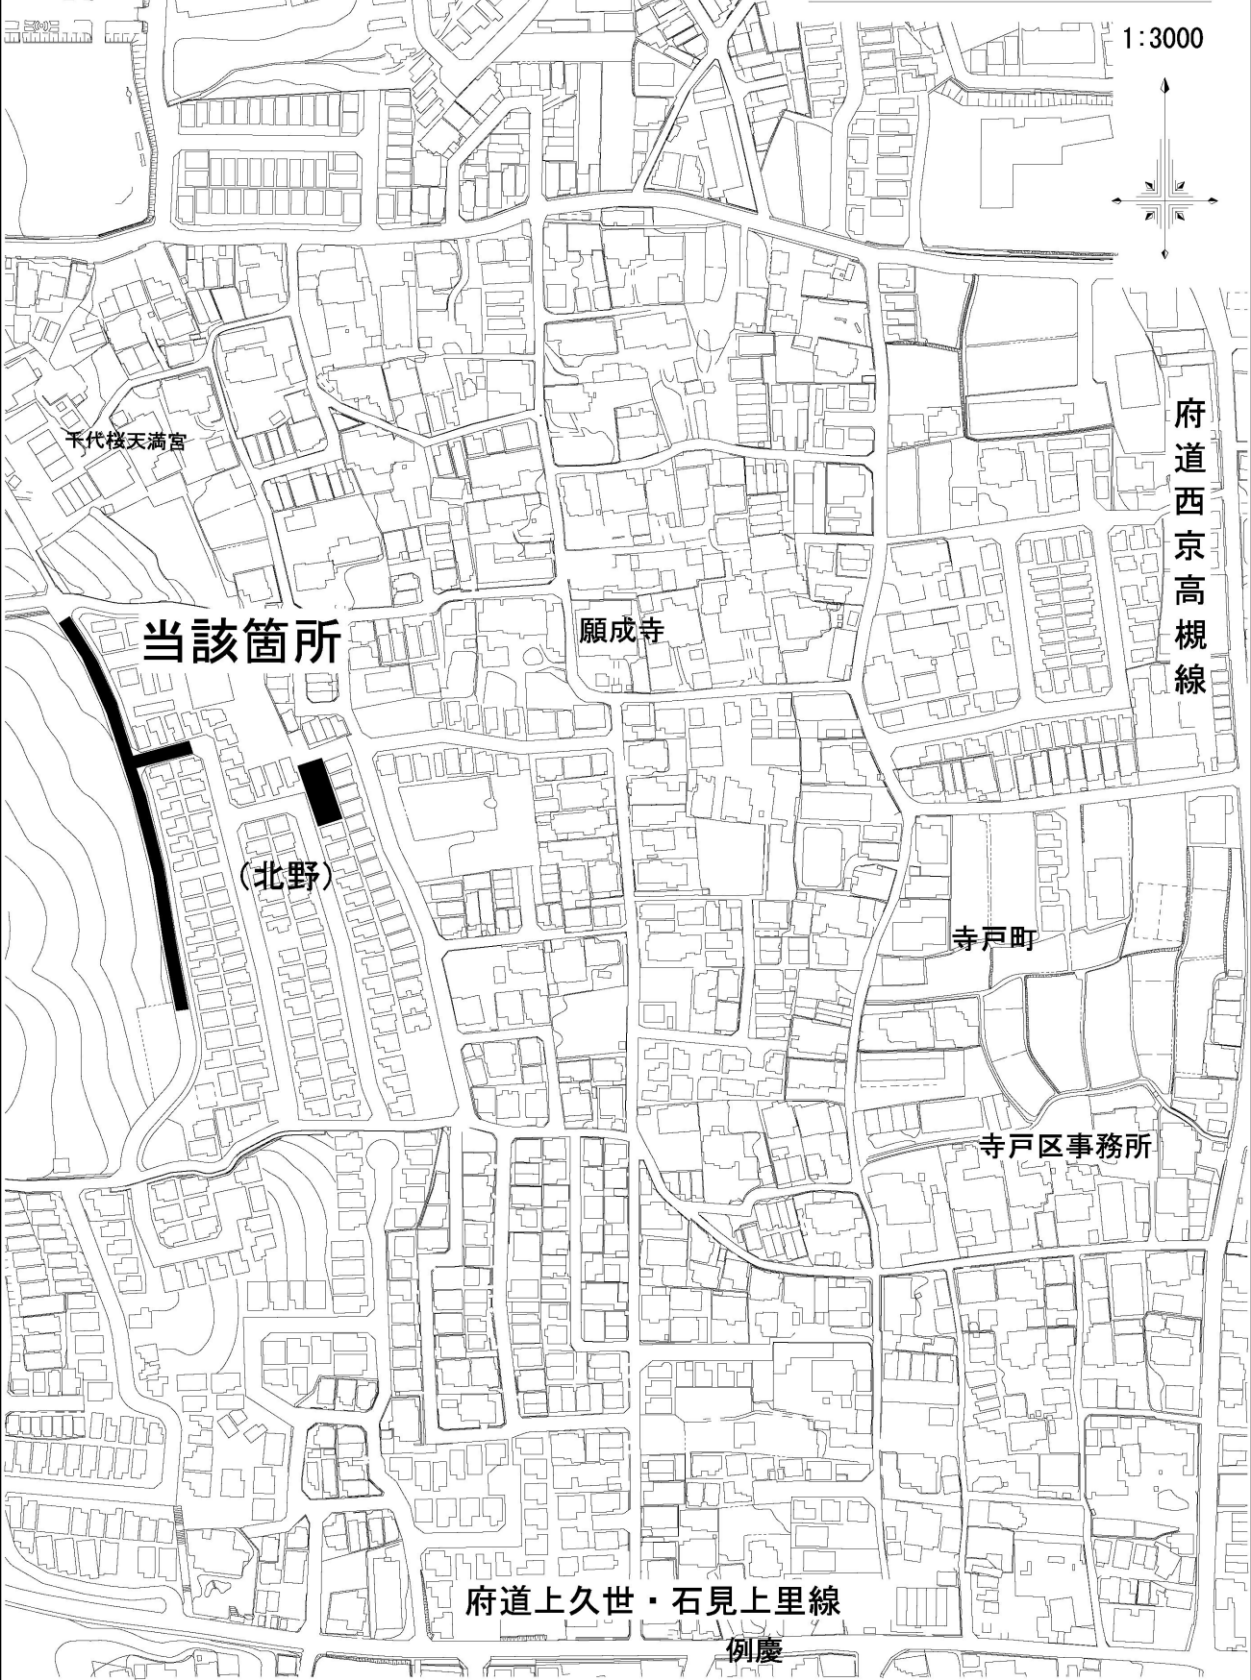 1:3000
府道西京高槻線
千代桜天満宮
当該箇所
願成寺
(北野)
寺戸町
寺戸区事務所
府道上久世・石見上里線
例慶